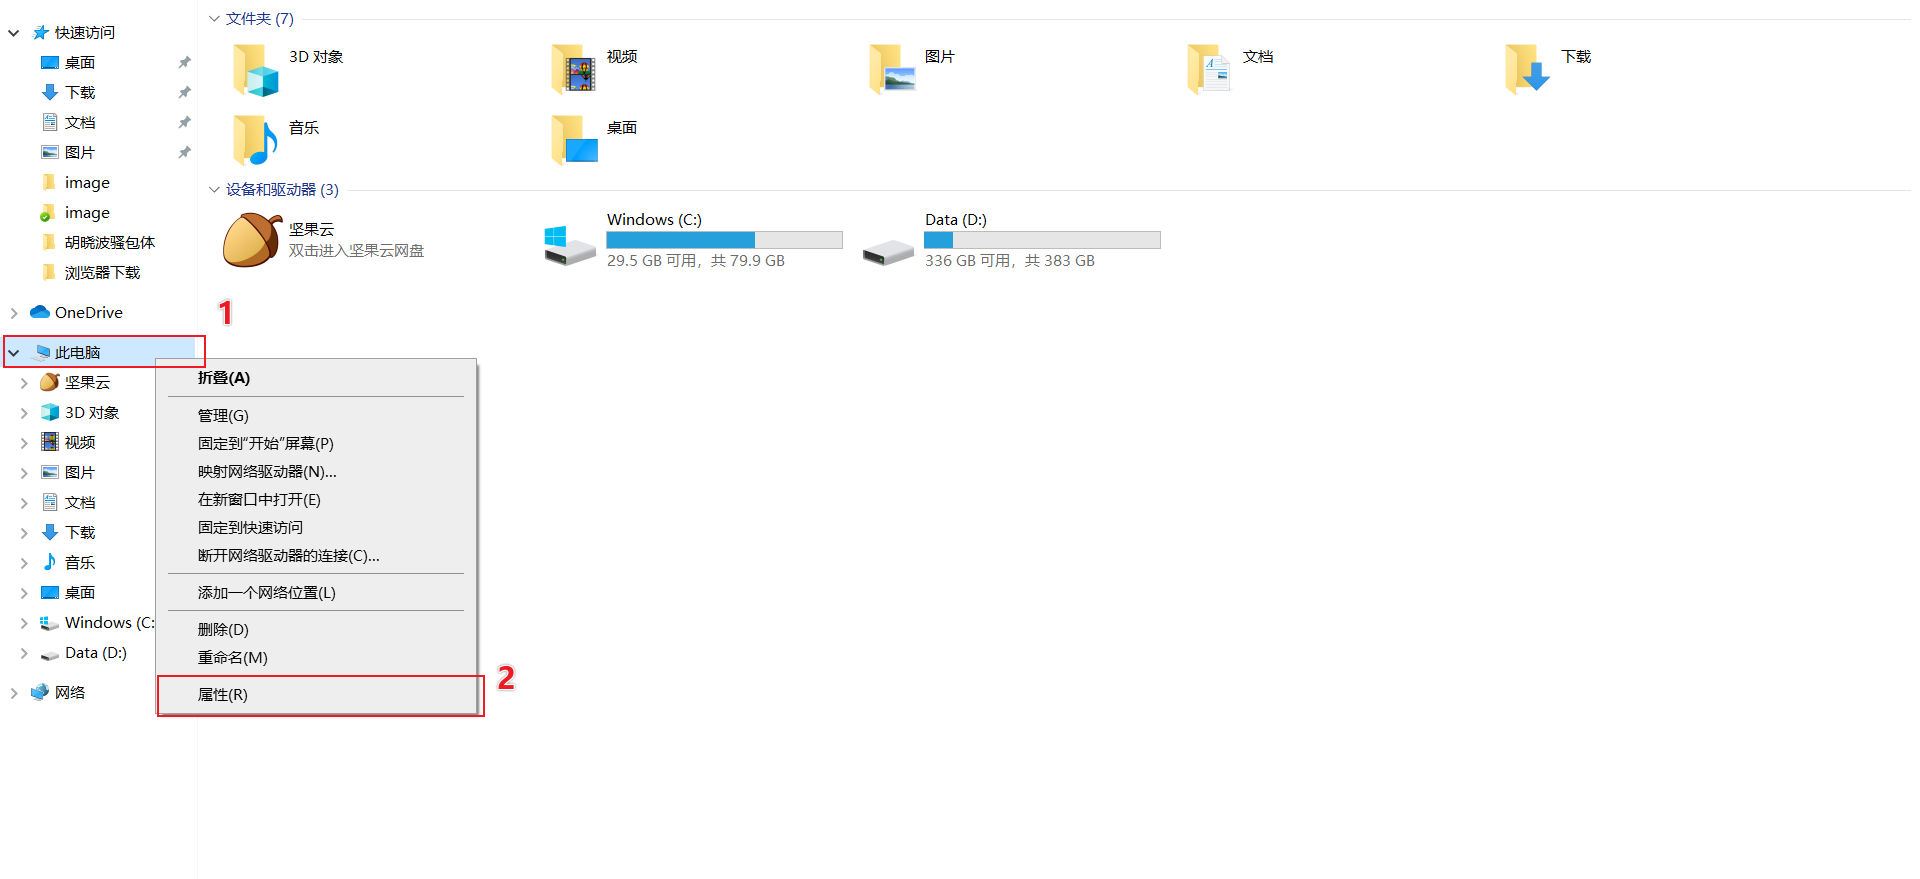 快速访问
桌面
下载
文档
图片
image
image
胡晓波骚包体
浏览器下载
OneDrive
此电脑
坚果云
3D 对象
视频
图片
文档
下载
音乐
桌面
Windows (C:
Data (D:)
网络
文件夹 (7)
3D 对象
视频
图片
文档
下载
音乐
桌面
设备和驱动器 (3)
坚果云
双击进入坚果云网盘
Windows (C:)
29.5 GB 可用，共 79.9 GB
Data (D:)
336 GB 可用，共 383 GB
1
折叠(A)
管理(G)
固定到“开始”屏幕(P)
映射网络驱动器(N)...
在新窗口中打开(E)
固定到快速访问
断开网络驱动器的连接(C)...
添加一个网络位置(L)
删除(D)
重命名(M)
属性(R)
2